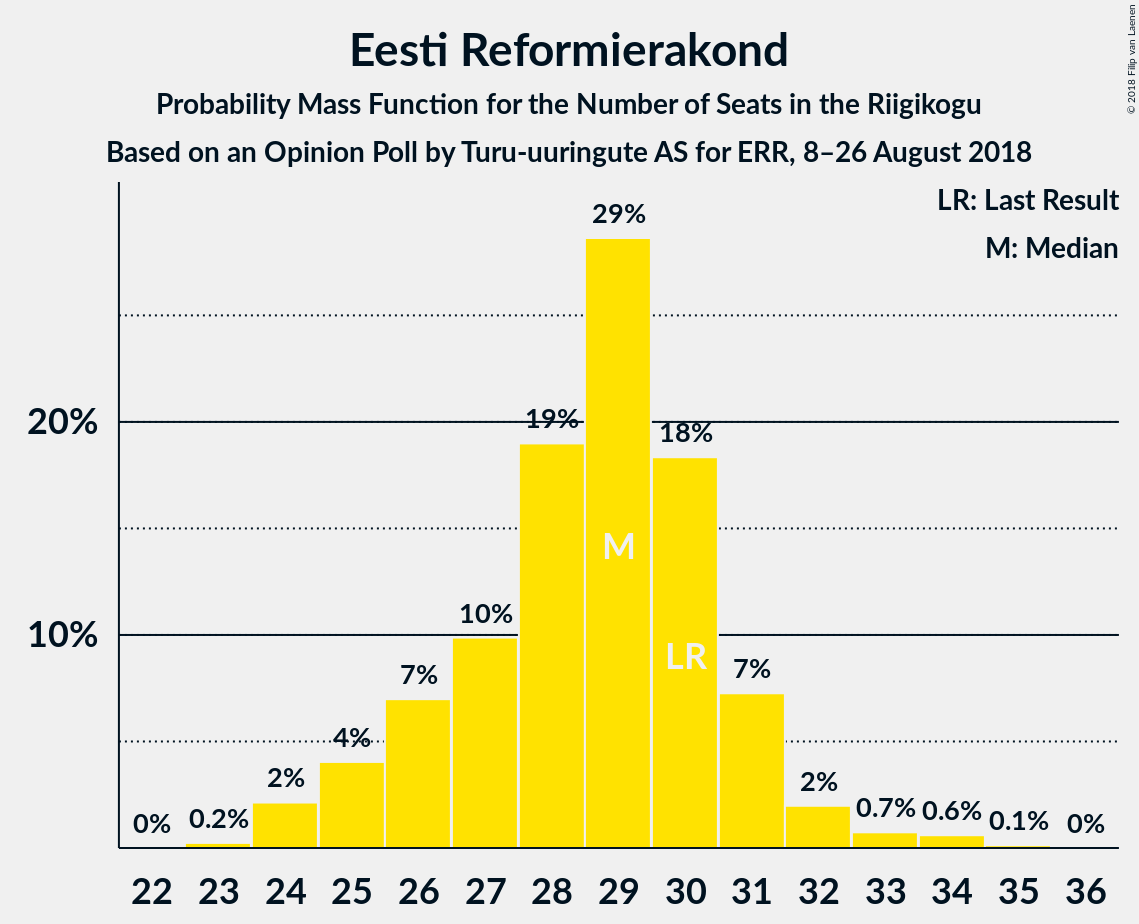 Eesti Reformierakond
Probability Mass Function for the Number of Seats in the Riigikogu
Based on an Opinion Poll by Turu-uuringute AS for ERR, 8–26 August 2018
© 2018 Filip van Laenen
LR: Last Result
M: Median
29%
20%
19%
18%
M
10%
10%
LR
7%
7%
4%
2%
2%
0%
0.2%
0.7%
0.6%
0.1%
0%
22 23 24 25 26 27 28 29 30 31 32 33 34 35 36